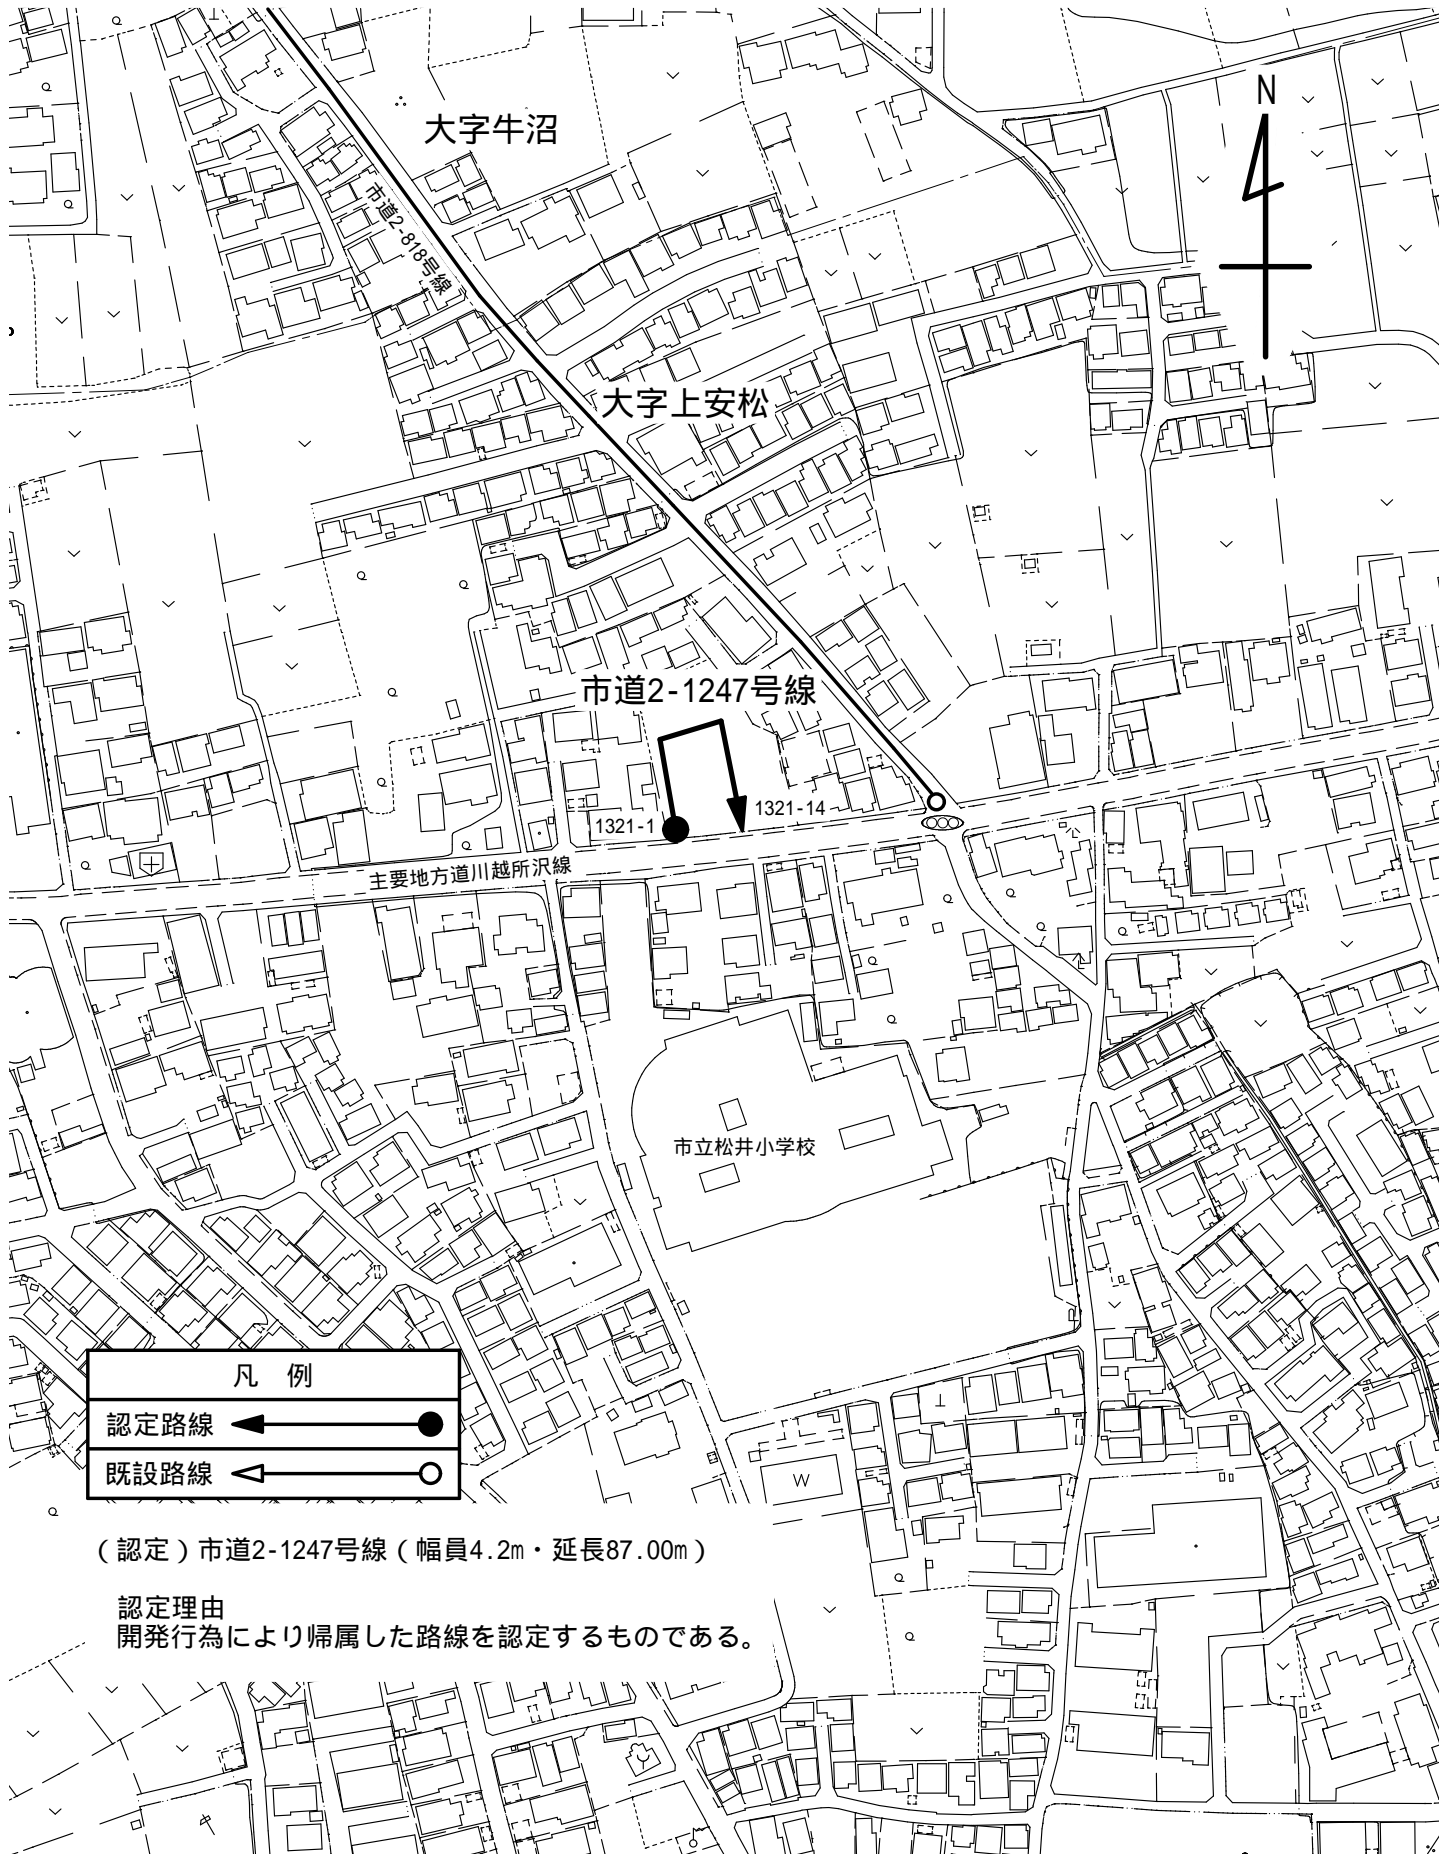 N
大字牛沼
市道2-818号線
大字上安松
市道2-1247号線
1321-14
1321-1
主要地方道川越所沢線
市立松井小学校
W
凡 例
認定路線
既設路線
（認定）市道2-1247号線（幅員4.2m・延長87.00m）
認定理由
開発行為により帰属した路線を認定するものである。